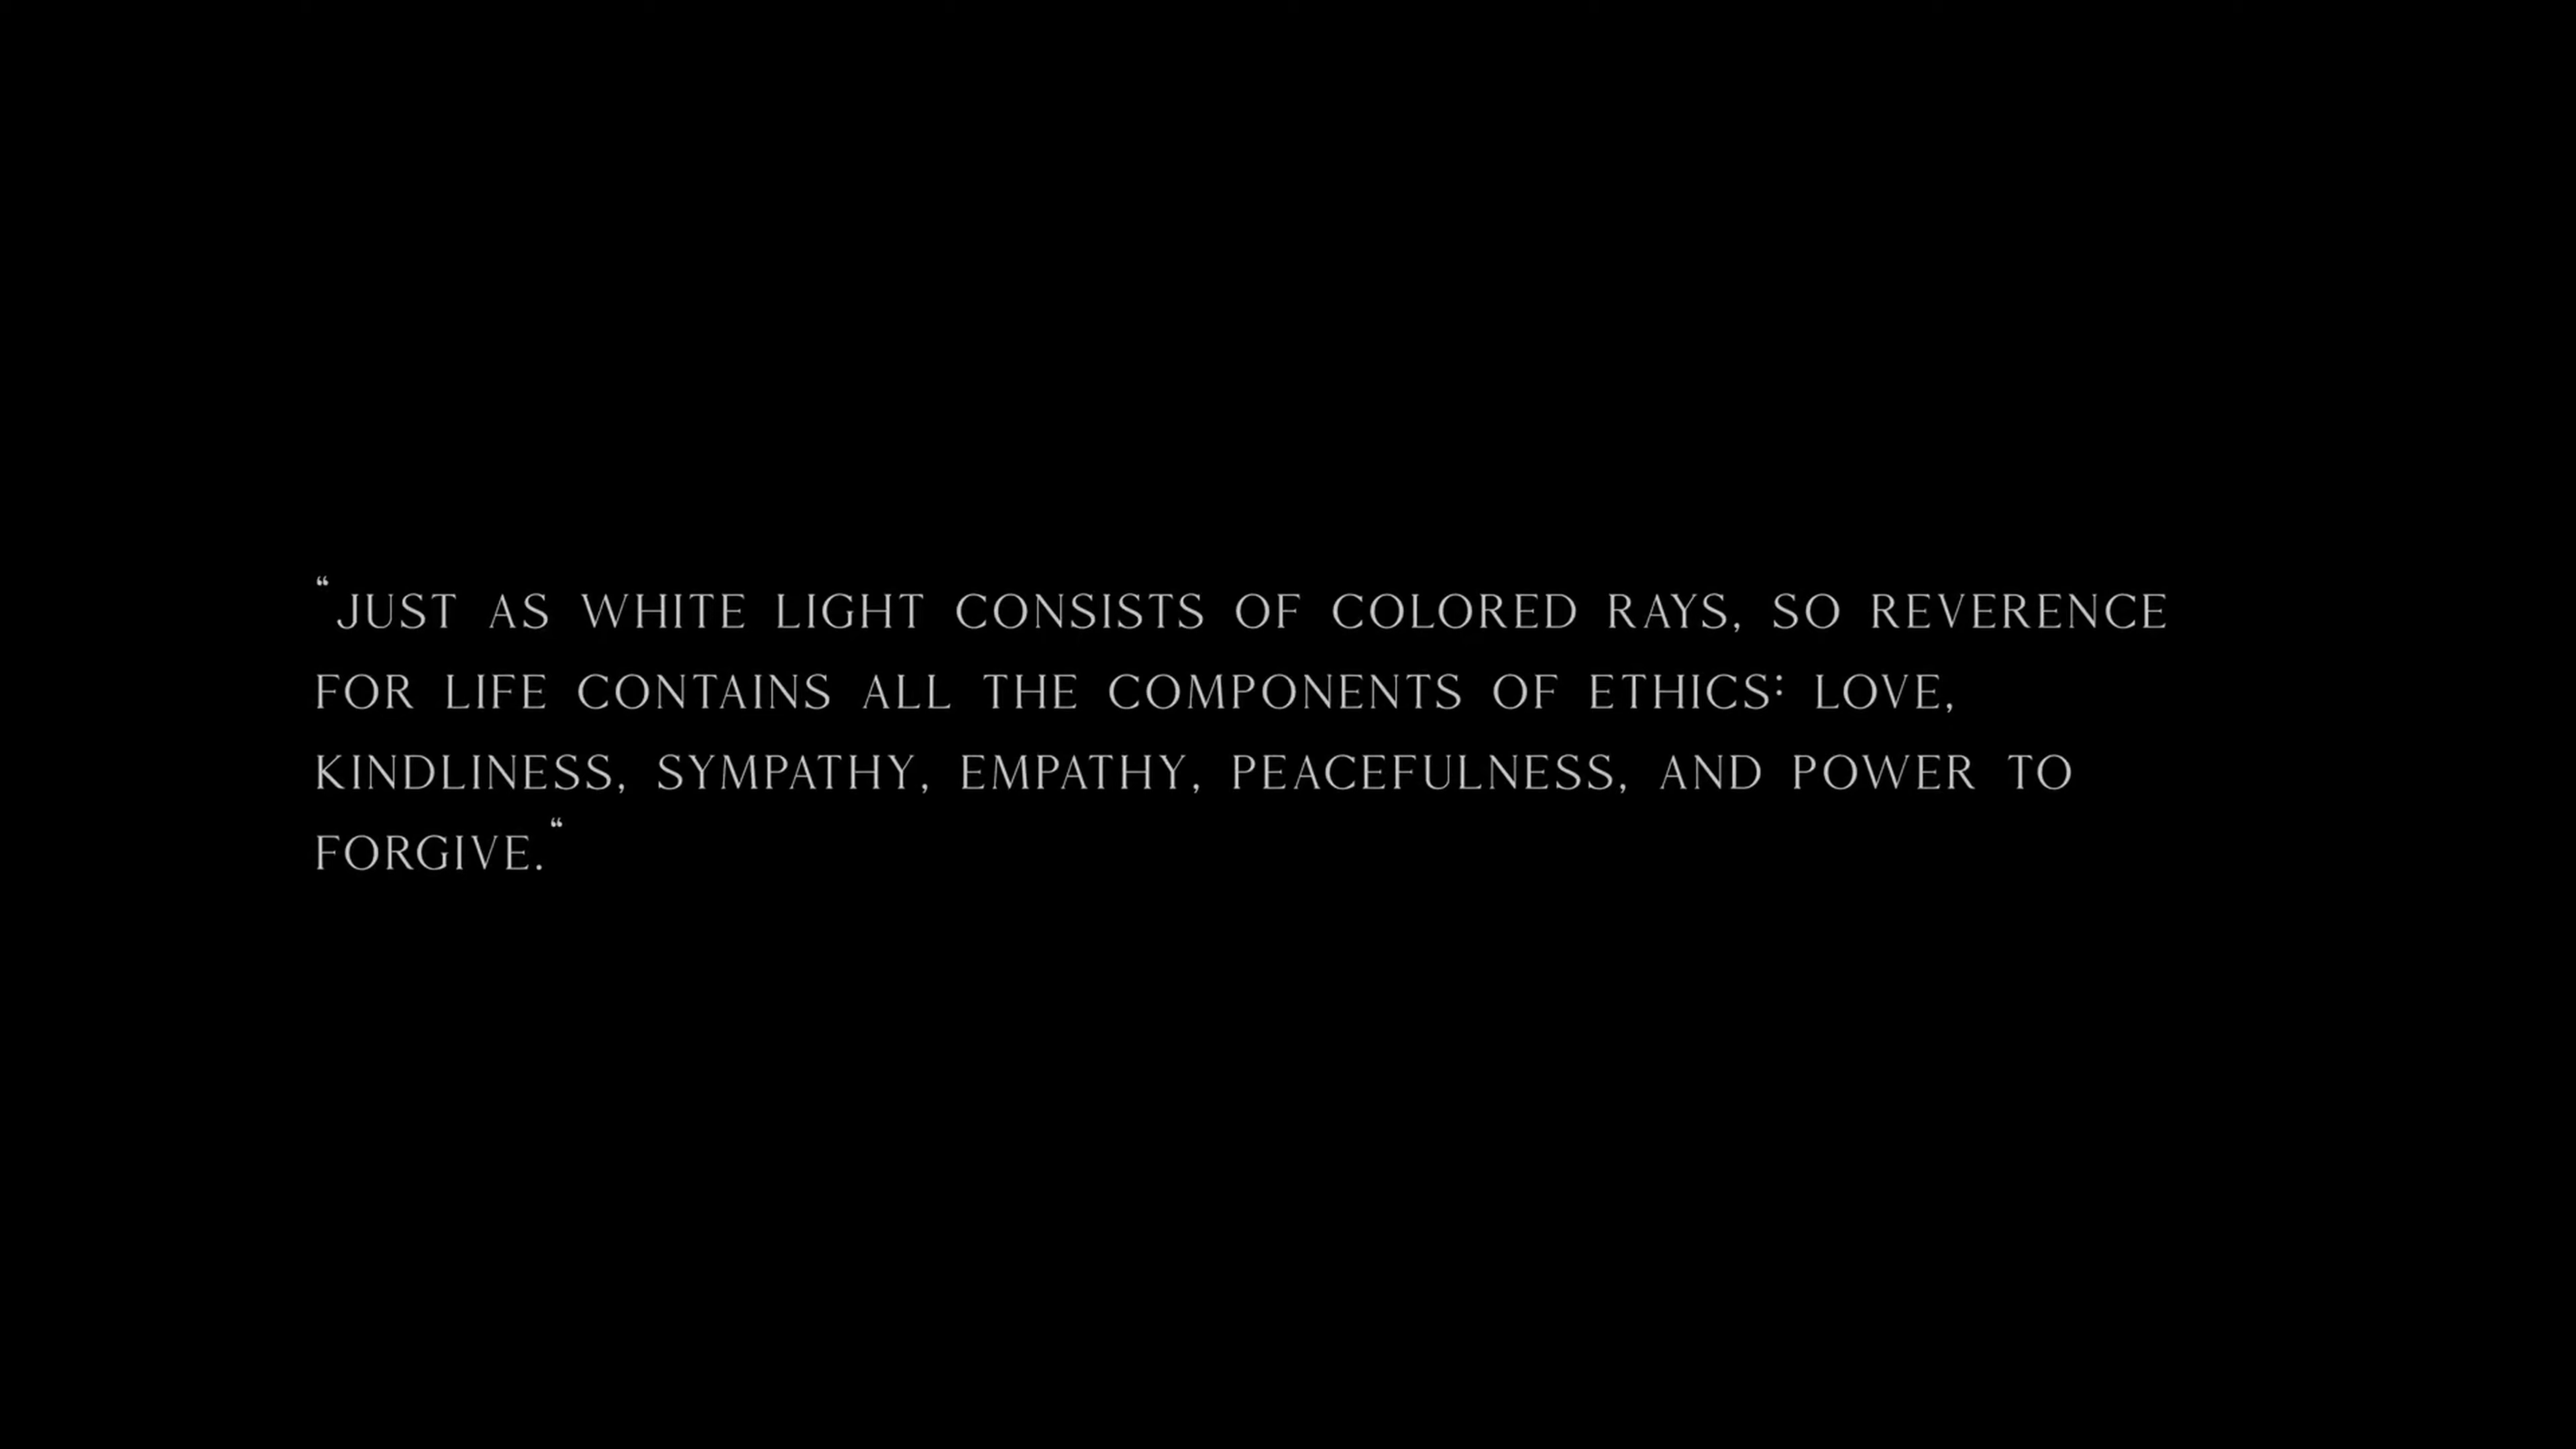 “JUST AS WHITE LIGHT CONSISTS OF COLORED RAYS, SO REVERENCE
FOR LIFE CONTAINS ALL THE COMPONENTS OF ETHICS: LOVE,
KINDLINESS, SYMPATHY, EMPATHY, PEACEFULNESS, AND POWER TO
FORGIVE.“